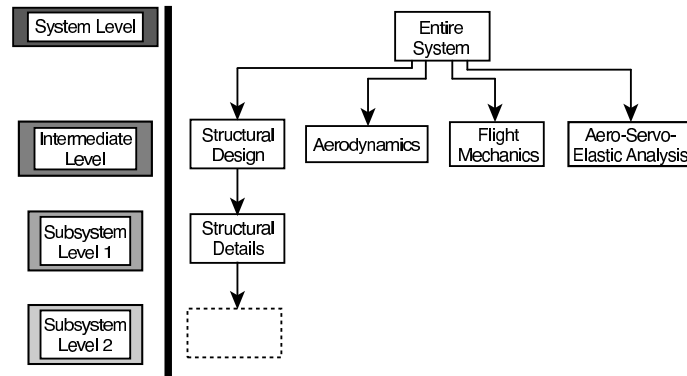 System Level
Entire
System
Intermediate
Level
Structural
Design
Aerodynamics
Flight
Mechanics
Aero-Servo-
Elastic Analysis
Subsystem
Level 1
Structural
Details
Subsystem
Level 2